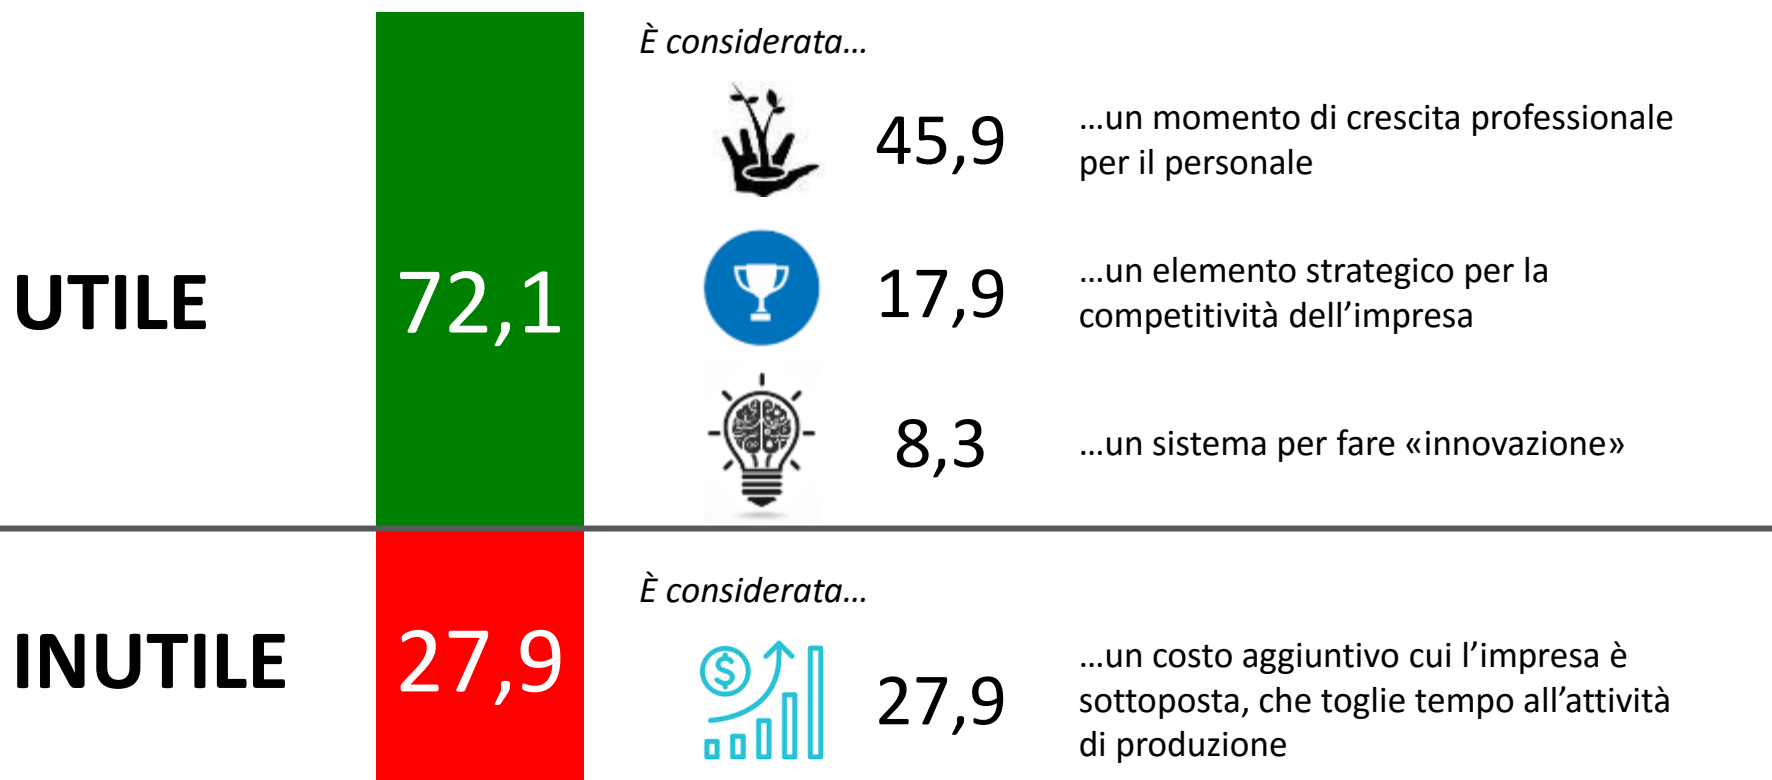 È considerata…
45,9
…un momento di crescita professionale
per il personale
UTILE
72,1
17,9
…un elemento strategico per la
competitività dell’impresa
8,3
…un sistema per fare «innovazione»
È considerata…
INUTILE
27,9
$
27,9
…un costo aggiuntivo cui l’impresa è
sottoposta, che toglie tempo all’attività
di produzione